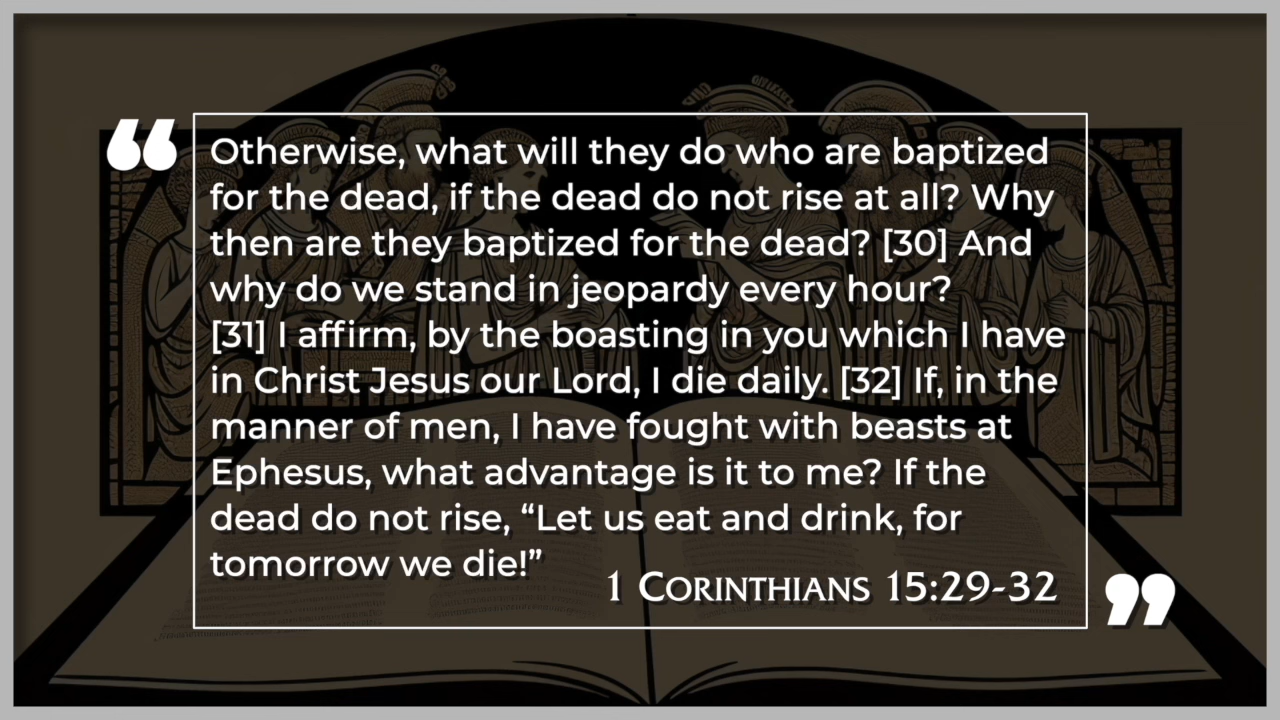 “
Otherwise, what will they do who are baptized
for the dead, if the dead do not rise at all? Why
then are they baptized for the dead? [30] And
why do we stand in jeopardy every hour?
[31] I affirm, by the boasting in you which I have
in Christ Jesus our Lord, I die daily. [32] If, in the
manner of men, I have fought with beasts at
Ephesus, what advantage is it to me? If the
dead do not rise, “Let us eat and drink, for
tomorrow we die!”
1 Corinthians 15:29-32
”